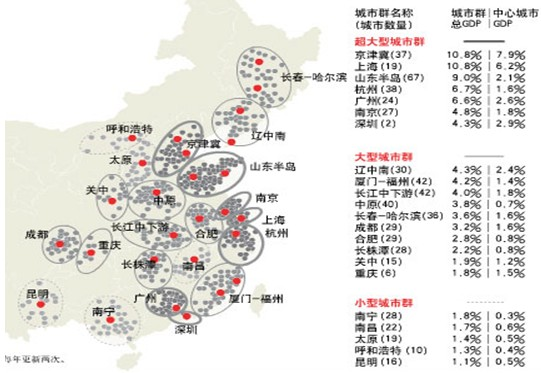 城市群名称 城市群 中心城市
(城市数量) 总GDP GDP
超大型城市群
京津冀(37) 10.8% 7.9%
上海(19) 10.8% 6.2%
山东半岛(67) 9.0% 2.1%
杭州(38) 6.7% 1.6%
广州(24) 6.6% 2.6%
南京(27) 4.8% 1.8%
深圳(2) 4.3% 2.9%
大型城市群
辽中南(30) 4.3% 2.4%
厦门-福州(42) 4.2% 1.4%
长江中下游(42) 4.0% 1.8%
中原(40) 3.8% 0.7%
长春-哈尔滨(36) 3.6% 1.6%
成都(29) 3.2% 1.6%
合肥(29) 2.8% 0.8%
长株潭(28) 2.2% 0.8%
关中(15) 1.9% 1.2%
重庆(6) 1.8% 1.5%
小型城市群
南宁(28) 1.8% 0.3%
南昌(22) 1.7% 0.6%
太原(19) 1.4% 0.5%
呼和浩特(10) 1.3% 0.4%
昆明(16) 1.1% 0.5%
长春-哈尔滨
呼和浩特
辽中南
京津冀
太原
山东半岛
关中
中原
南京
长江中下游
上海
成都
合肥
杭州
重庆
长株潭
南昌
昆明
广州
厦门-福州
南宁
深圳
年更新两次。